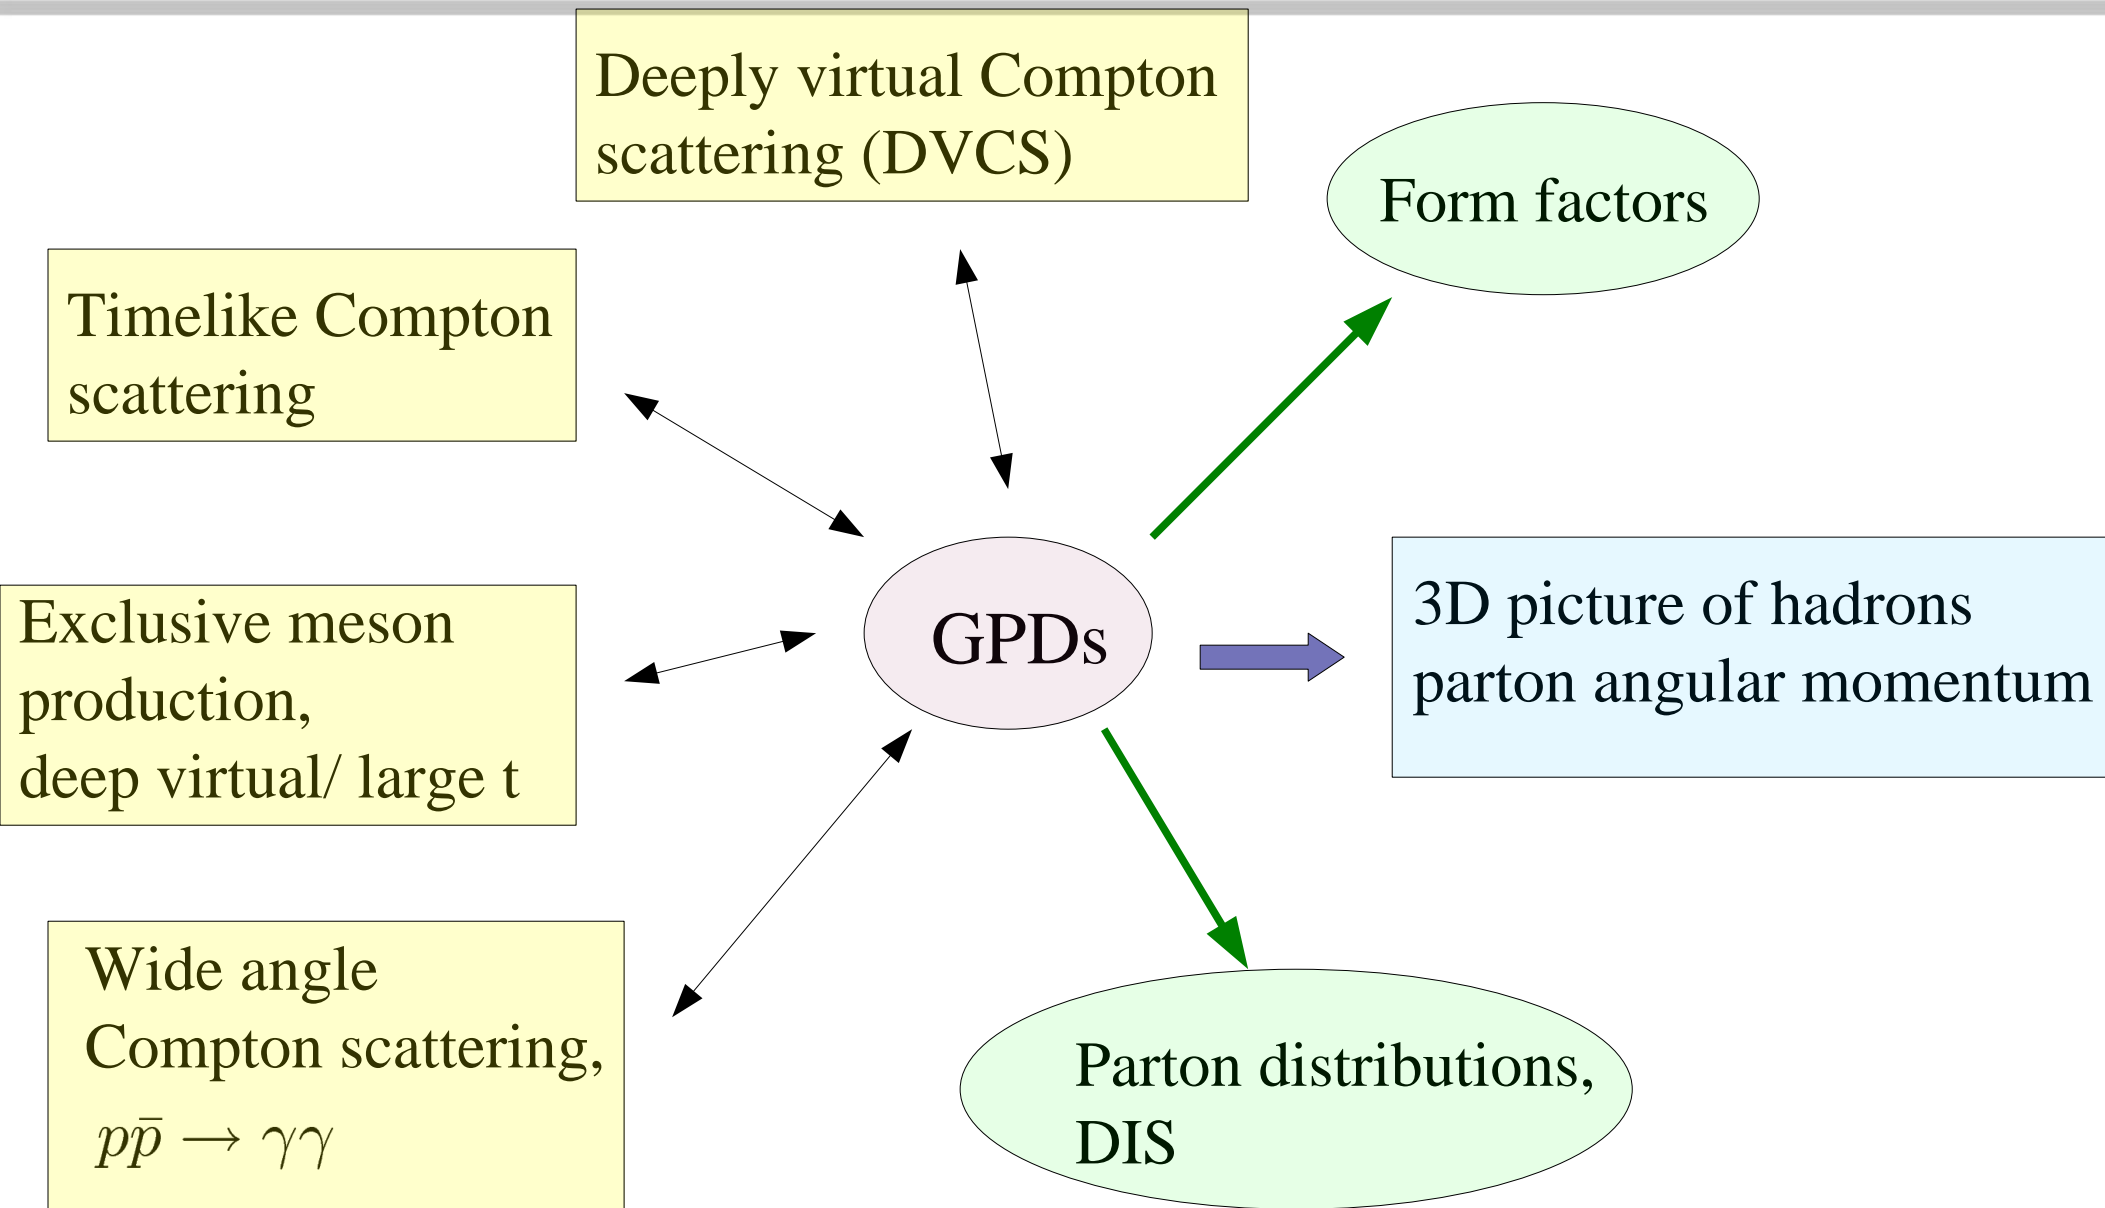 Deeply virtual Compton
scattering (DVCS)
Form factors
Timelike Compton
scattering
Exclusive meson
production,
deep virtual/ large t
GPDs
3D picture of hadrons
parton angular momentum
Wide angle
Compton scattering,
pp̄ → γγ
Parton distributions,
DIS